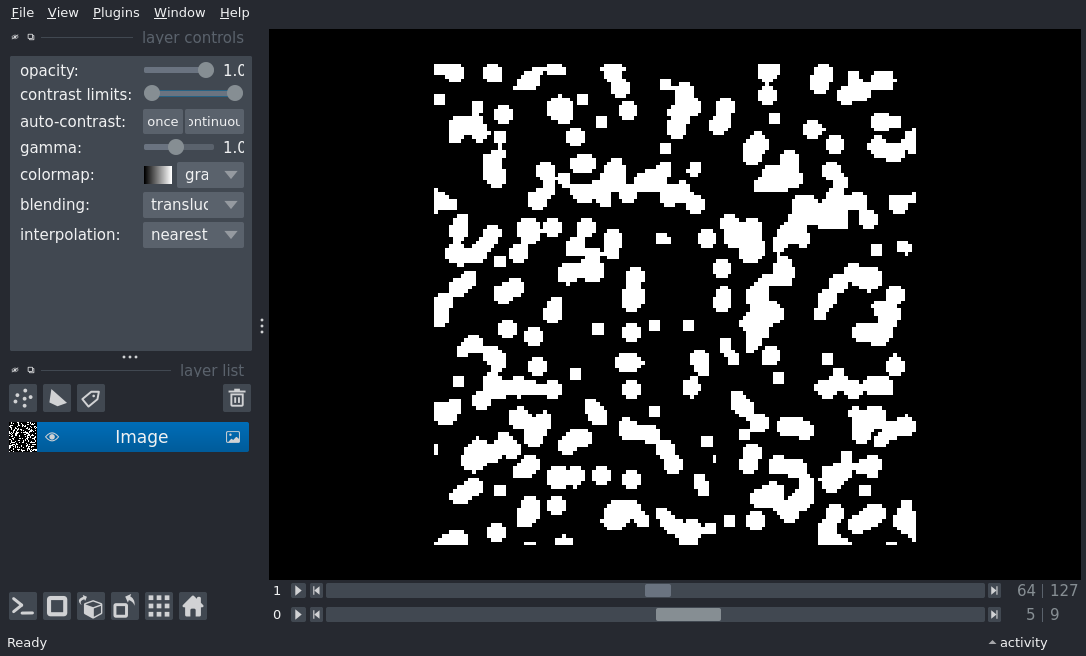 File View Plugins Window Help
layer controls
opacity: 1.0
contrast limits:
auto-contrast: once ontinuou
gamma: 1.0
colormap: gra
blending: transluc
interpolation: nearest
layer list
Image
1 64 | 127
0 5 | 9
Ready activity